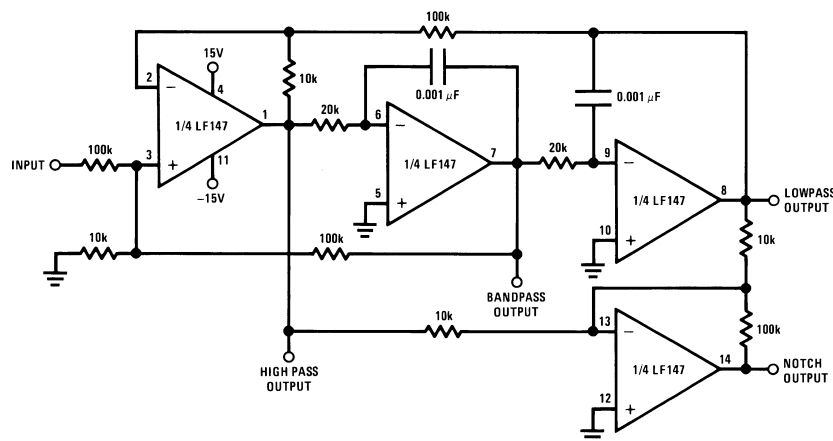 100k
15V
2
4
10k
0.001 µF
0.001 µF
1/4 LF147
1
20k
6
100k
INPUT
3
11
1/4 LF147
7
20k
9
−15V
5
1/4 LF147
8
LOWPASS
OUTPUT
10k
100k
10
10k
BANDPASS
OUTPUT
10k
13
100k
HIGH PASS
OUTPUT
1/4 LF147
14
NOTCH
OUTPUT
12